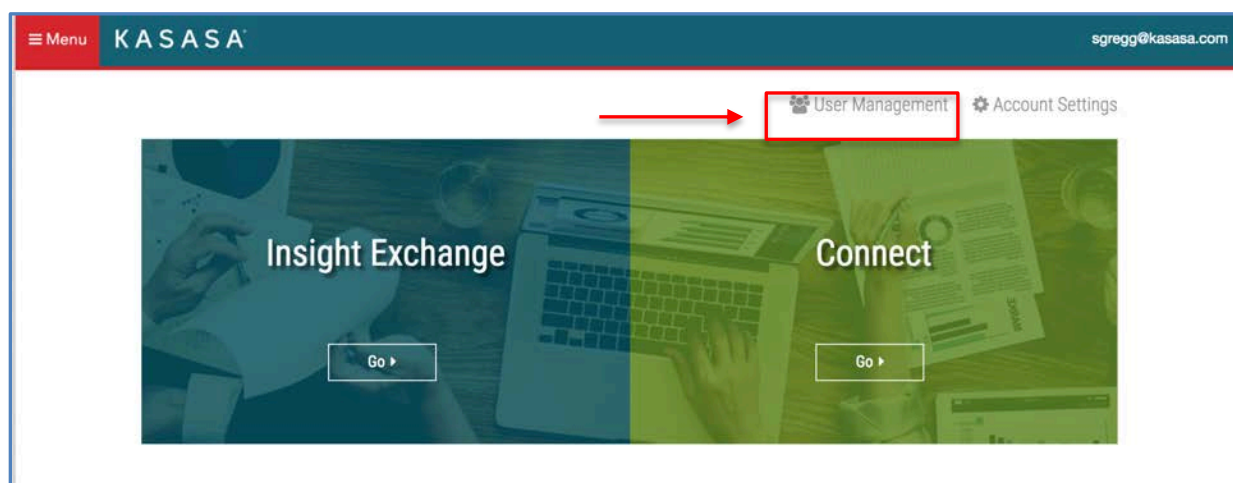 Menu KASASA sgregg@kasasa.com
User Management Account Settings
Insight Exchange Connect
Go Go